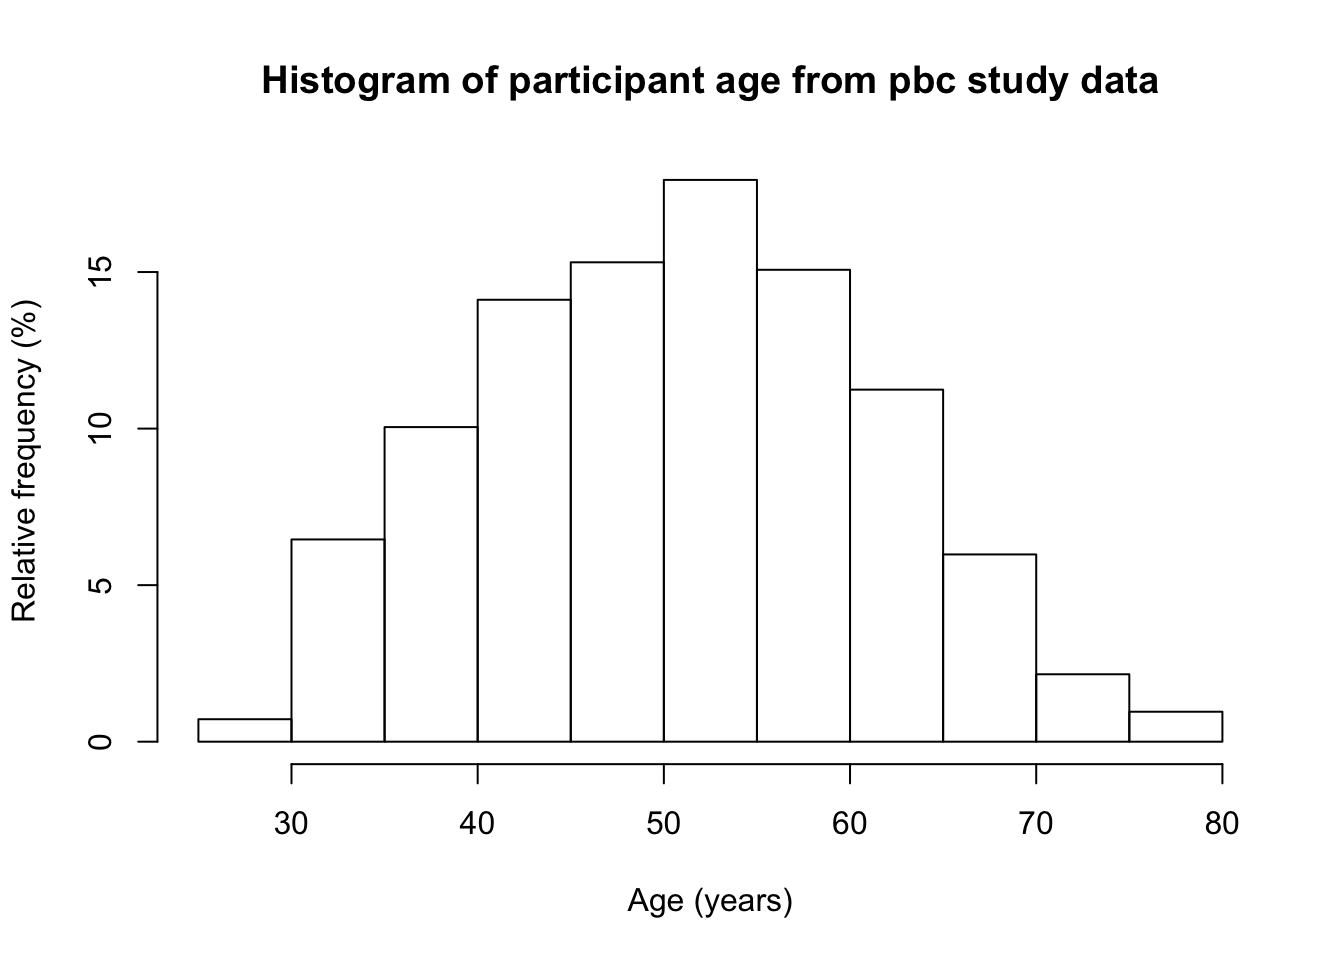 Histogram of participant age from pbc study data
Relative frequency (%)
15
10
5
0
30 40 50 60 70 80
Age (years)